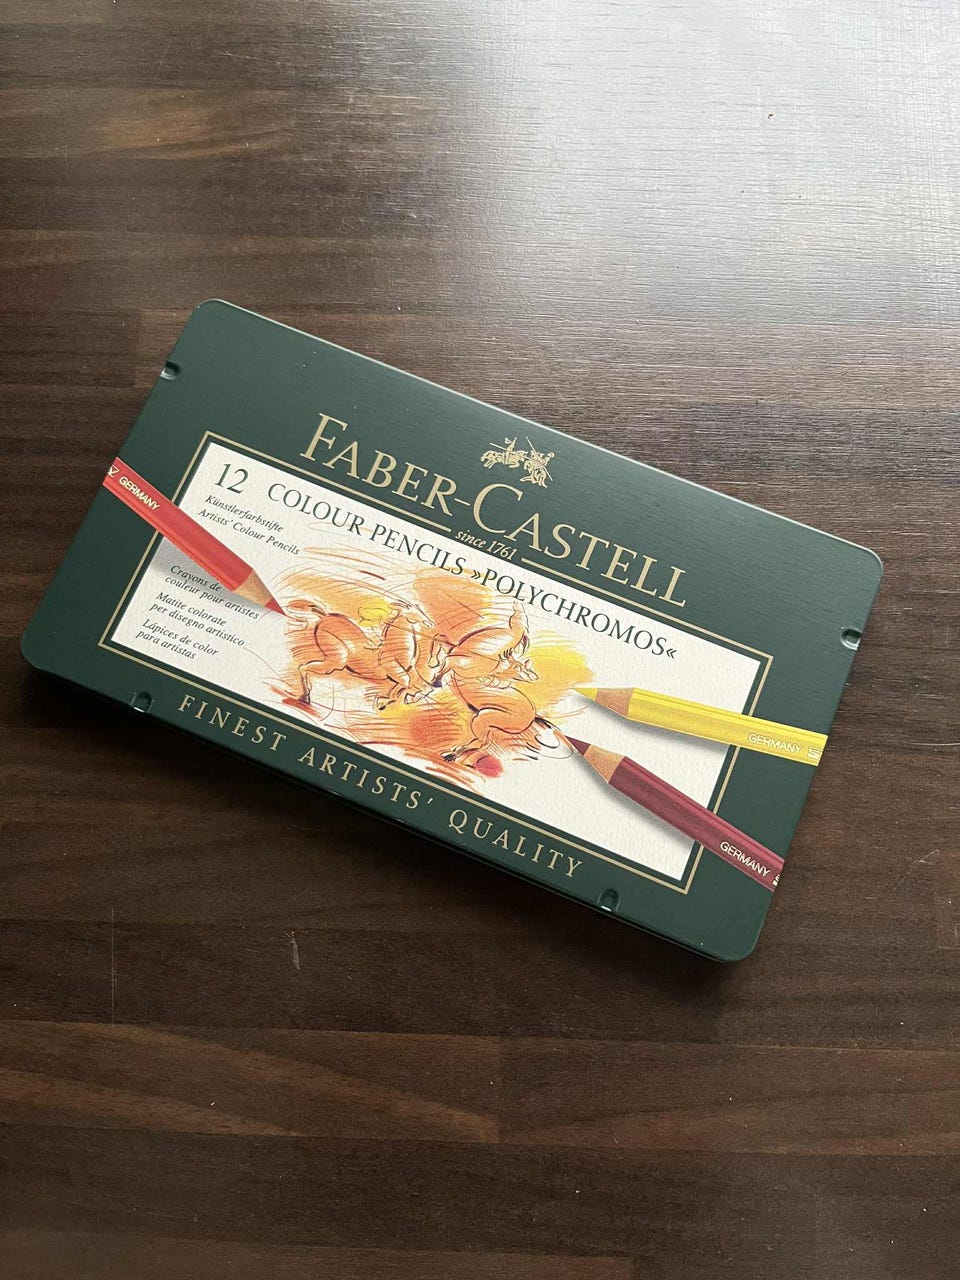 FABER-CASTELL
since 1761
12 COLOUR PENCILS »POLYCHROMOS«
Künstlerfarbstifte
Artists' Colour Pencils
Crayons de
couleur pour artistes
Matite colorate
per disegno artistico
Lápices de color
para artistas
GERMANY
GERMANY
GERMANY
FINEST ARTISTS' QUALITY